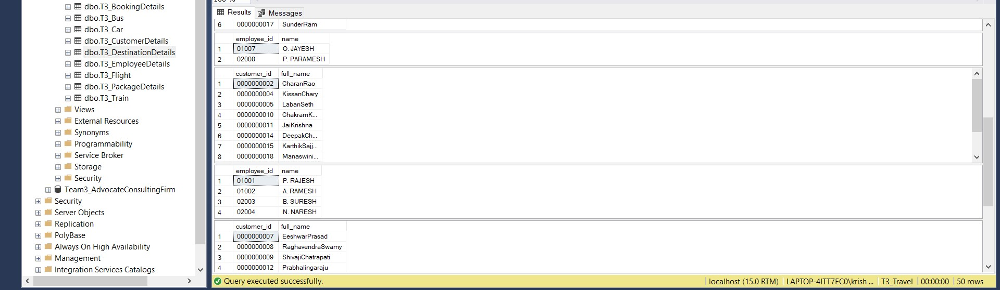 dbo.T3_BookingDetails
dbo.T3_Bus
dbo.T3_Car
dbo.T3_CustomerDetails
dbo.T3_DestinationDetails
dbo.T3_EmployeeDetails
dbo.T3_Flight
dbo.T3_PackageDetails
dbo.T3_Train
Views
External Resources
Synonyms
Programmability
Service Broker
Storage
Security
Team3_AdvocateConsultingFirm
Security
Server Objects
Replication
PolyBase
Always On High Availability
Management
Integration Services Catalogs
100 %
Results Messages
6 0000000017 SunderRam
employee_id name
1 01007 O. JAYESH
2 02008 P. PARAMESH
customer_id full_name
1 0000000002 CharanRao
2 0000000004 KissanChary
3 0000000005 LabanSeth
4 0000000010 ChakramK...
5 0000000011 JaiKrishna
6 0000000014 DeepakCh...
7 0000000015 KarthikSajj...
8 0000000018 Manaswini...
employee_id name
1 01001 P. RAJESH
2 01002 A. RAMESH
3 02003 B. SURESH
4 02004 N. NARESH
customer_id full_name
1 0000000007 EeshwarPrasad
2 0000000008 RaghavendraSwamy
3 0000000009 ShivajiChatrapati
4 0000000012 Prabhalingaraju
Query executed successfully. localhost (15.0 RTM) LAPTOP-4ITT7EC0\krish ... T3_Travel 00:00:00 50 rows